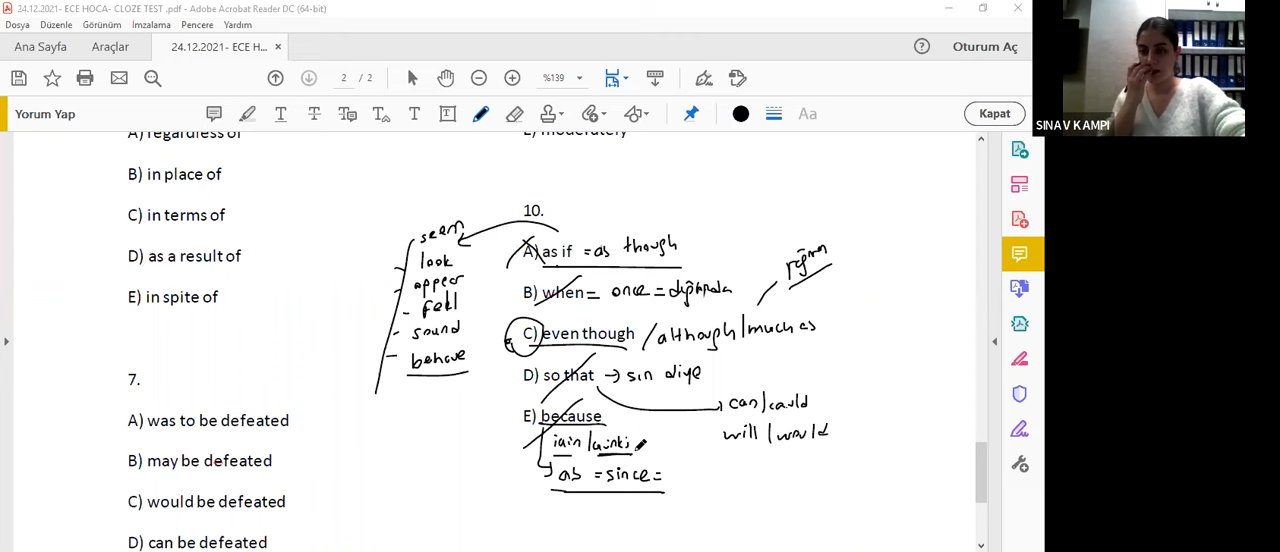 24.12.2021- ECE HOCA- CLOZE TEST .pdf - Adobe Acrobat Reader DC (64-bit)
Dosya Düzenle Görünüm İmzalama Pencere Yardım
Ana Sayfa Araçlar 24.12.2021- ECE H... × Oturum Aç
2 / 2 %139
Yorum Yap Aa Kapat
SINAV KAMPI
A) regardless of
B) in place of
C) in terms of
D) as a result of
E) in spite of
7.
A) was to be defeated
B) may be defeated
C) would be defeated
D) can be defeated
E) moderately
10.
A) as if = as though
B) when = once =
C) even though / although / much as
D) so that → sin diye
E) because
için / çünkü
as = since =
seem
look
appear
feel
sound
behave
rağmen
can / could
will / would